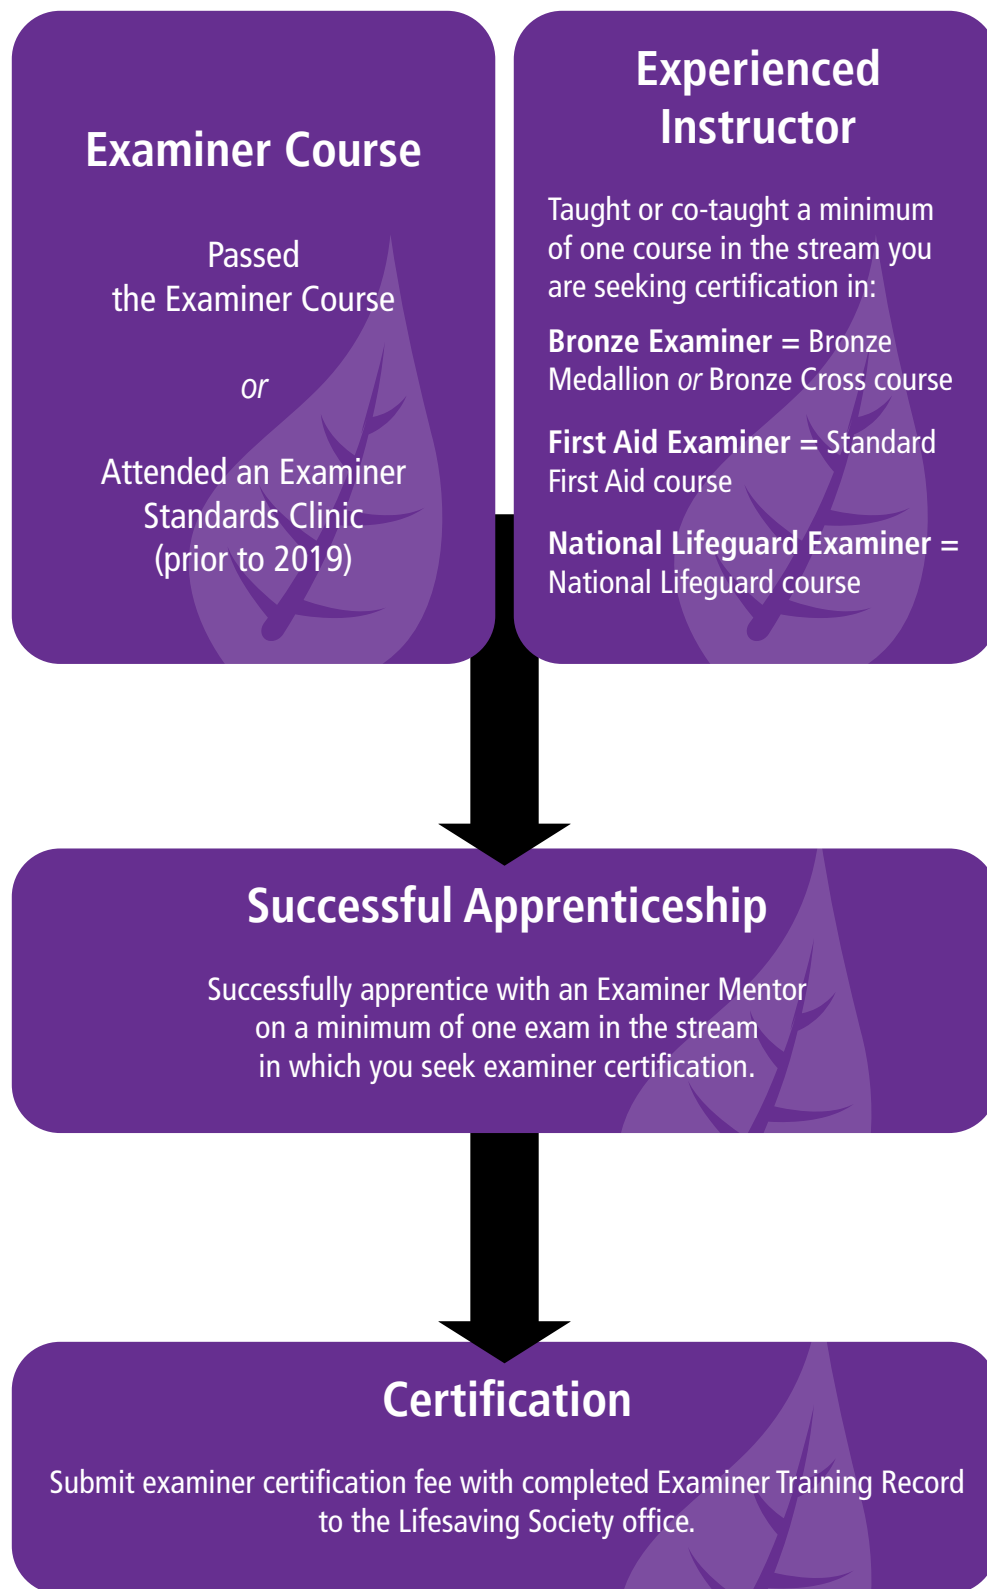 Examiner Course
Passed
the Examiner Course
or
Attended an Examiner
Standards Clinic
(prior to 2019)
Experienced
Instructor
Taught or co-taught a minimum
of one course in the stream you
are seeking certification in:
Bronze Examiner = Bronze
Medallion or Bronze Cross course
First Aid Examiner = Standard
First Aid course
National Lifeguard Examiner =
National Lifeguard course
Successful Apprenticeship
Successfully apprentice with an Examiner Mentor
on a minimum of one exam in the stream
in which you seek examiner certification.
Certification
Submit examiner certification fee with completed Examiner Training Record
to the Lifesaving Society office.